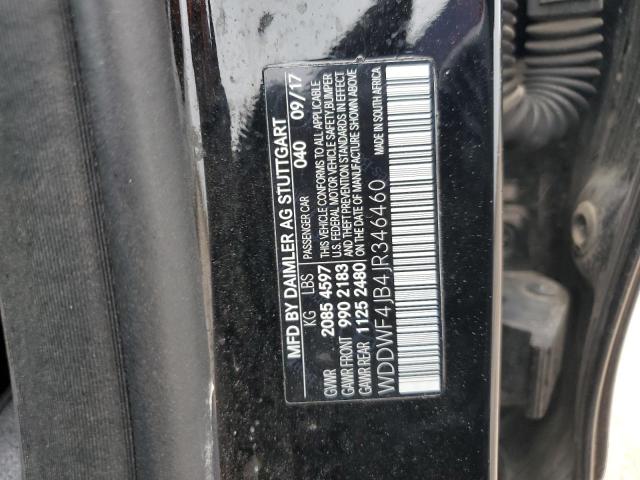 MFD BY DAIMLER AG STUTTGART
PASSENGER CAR 040 09/17
KG LBS
GVWR 2085 4597
GAWR FRONT 990 2183
GAWR REAR 1125 2480
THIS VEHICLE CONFORMS TO ALL APPLICABLE
U.S. FEDERAL MOTOR VEHICLE SAFETY, BUMPER
AND THEFT PREVENTION STANDARDS IN EFFECT
ON THE DATE OF MANUFACTURE SHOWN ABOVE
WDDWF4JB4JR346460
MADE IN SOUTH AFRICA